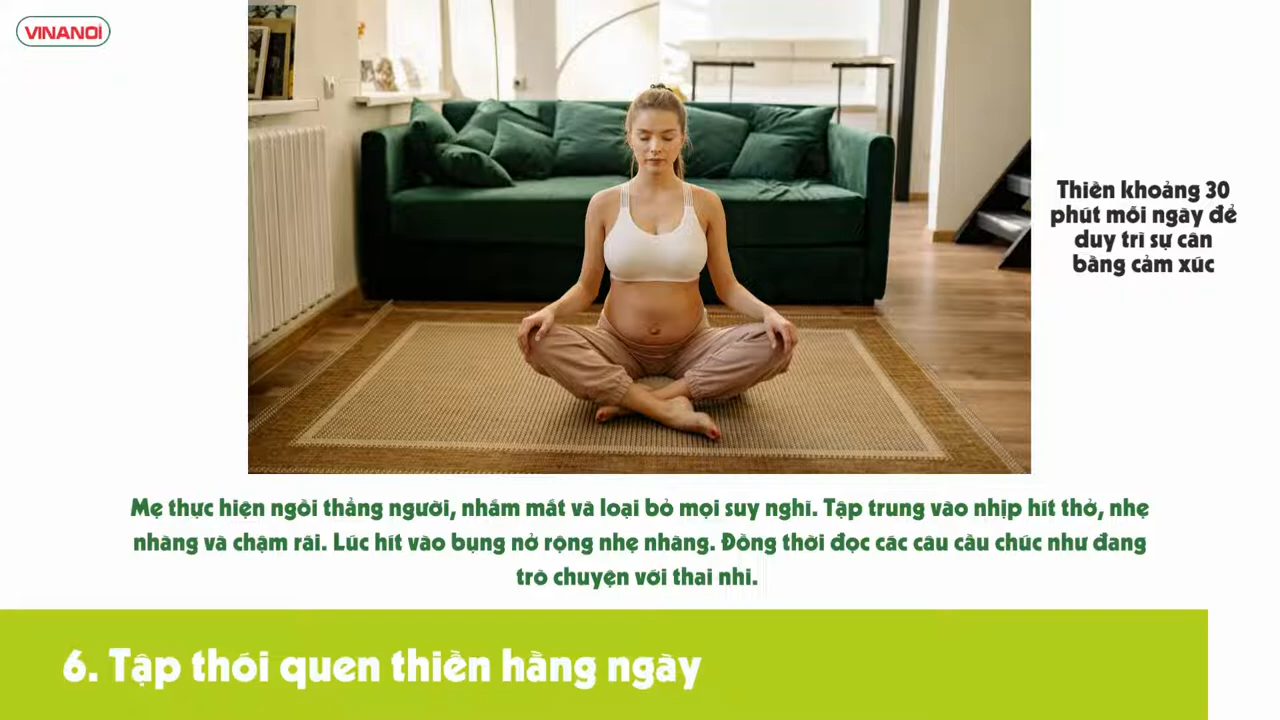 VINANOI
Thiền khoảng 30
phút mỗi ngày để
duy trì sự cân
bằng cảm xúc
Mẹ thực hiện ngồi thẳng người, nhắm mắt và loại bỏ mọi suy nghĩ. Tập trung vào nhịp hít thở, nhẹ
nhàng và chậm rãi. Lúc hít vào bụng nở rộng nhẹ nhàng. Đồng thời đọc các câu cầu chúc như đang
trò chuyện với thai nhi.
6. Tập thói quen thiền hằng ngày